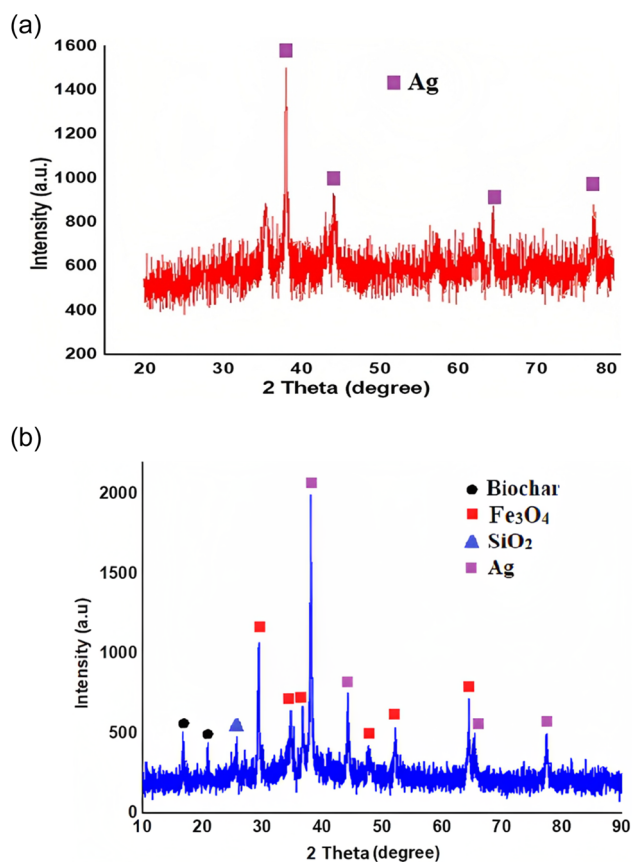 (a)
1600
1400
1200
1000
800
600
400
200
Intensity (a.u.)
Ag
20 30 40 50 60 70 80
2 Theta (degree)
(b)
2000
1500
1000
500
0
Intensity (a.u)
Biochar
Fe₃O₄
SiO₂
Ag
10 20 30 40 50 60 70 80 90
2 Theta (degree)